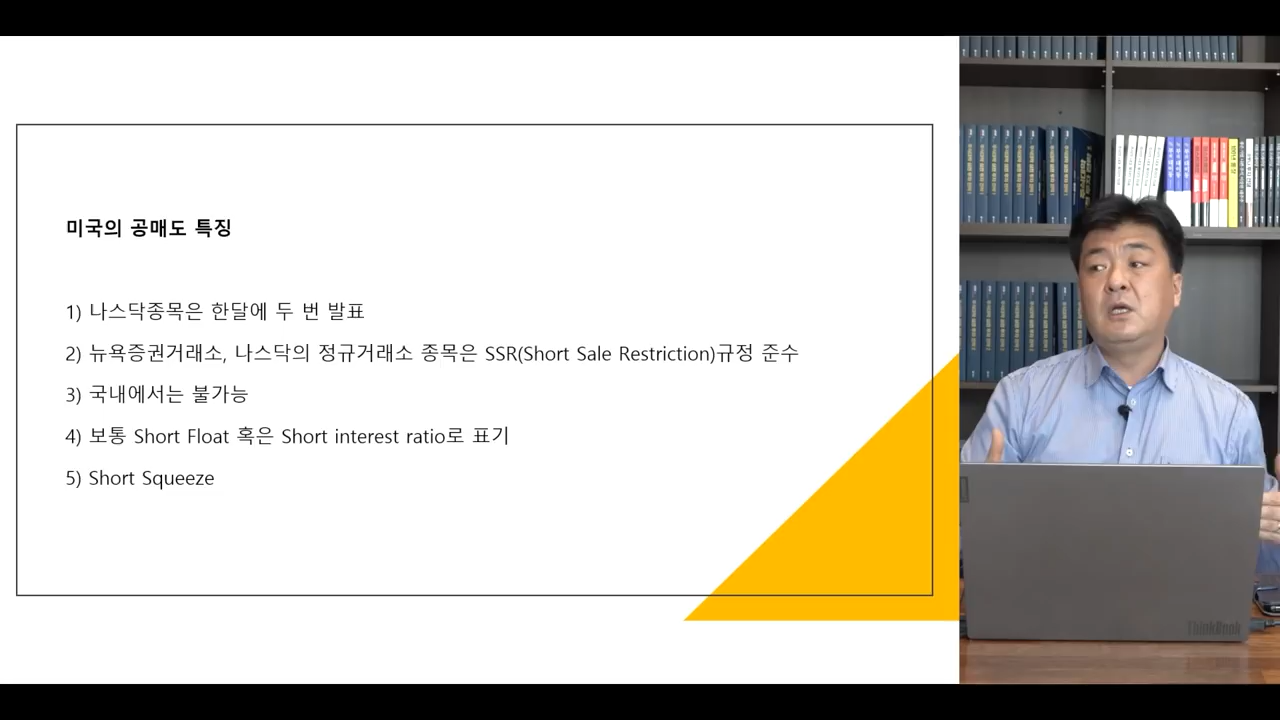 미국의 공매도 특징
1) 나스닥종목은 한달에 두 번 발표
2) 뉴욕증권거래소, 나스닥의 정규거래소 종목은 SSR(Short Sale Restriction)규정 준수
3) 국내에서는 불가능
4) 보통 Short Float 혹은 Short interest ratio로 표기
5) Short Squeeze
ThinkBook